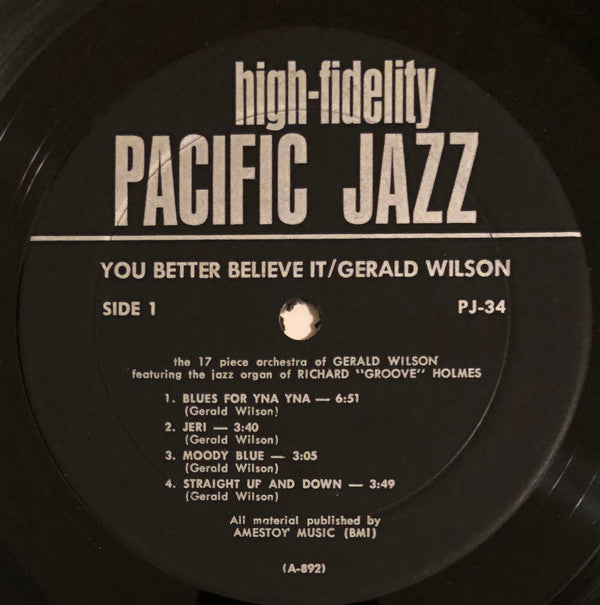 high-fidelity
PACIFIC JAZZ
YOU BETTER BELIEVE IT/GERALD WILSON
SIDE 1 PJ-34
the 17 piece orchestra of GERALD WILSON
featuring the jazz organ of RICHARD "GROOVE" HOLMES
1. BLUES FOR YNA YNA — 6:51
(Gerald Wilson)
2. JERI — 3:40
(Gerald Wilson)
3. MOODY BLUE — 3:05
(Gerald Wilson)
4. STRAIGHT UP AND DOWN — 3:49
(Gerald Wilson)
All material published by
AMESTOY MUSIC (BMI)
(A-892)